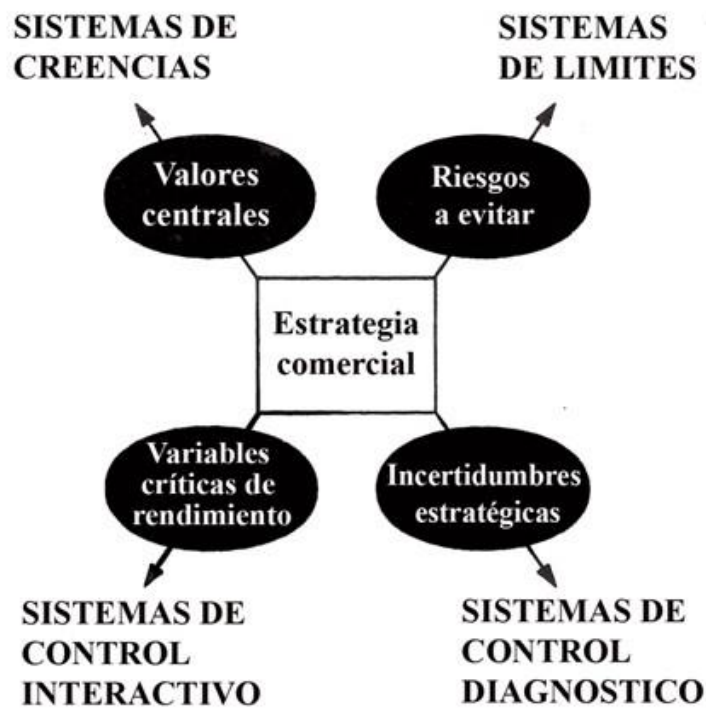 SISTEMAS DE
CREENCIAS
SISTEMAS
DE LIMITES
Valores
centrales
Riesgos
a evitar
Estrategia
comercial
Variables
críticas de
rendimiento
Incertidumbres
estratégicas
SISTEMAS DE
CONTROL
INTERACTIVO
SISTEMAS DE
CONTROL
DIAGNOSTICO